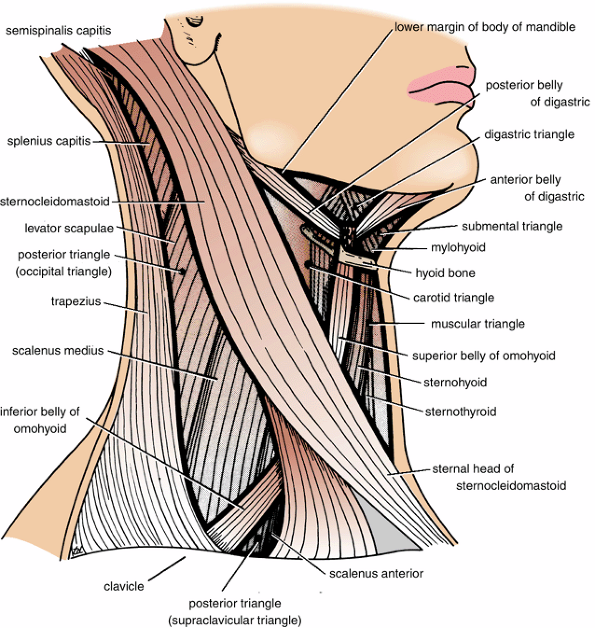 semispinalis capitis
splenius capitis
sternocleidomastoid
levator scapulae
posterior triangle
(occipital triangle)
trapezius
scalenus medius
inferior belly of
omohyoid
clavicle
posterior triangle
(supraclavicular triangle)
scalenus anterior
lower margin of body of mandible
posterior belly
of digastric
digastric triangle
anterior belly
of digastric
submental triangle
mylohyoid
hyoid bone
carotid triangle
muscular triangle
superior belly of omohyoid
sternohyoid
sternothyroid
sternal head of
sternocleidomastoid